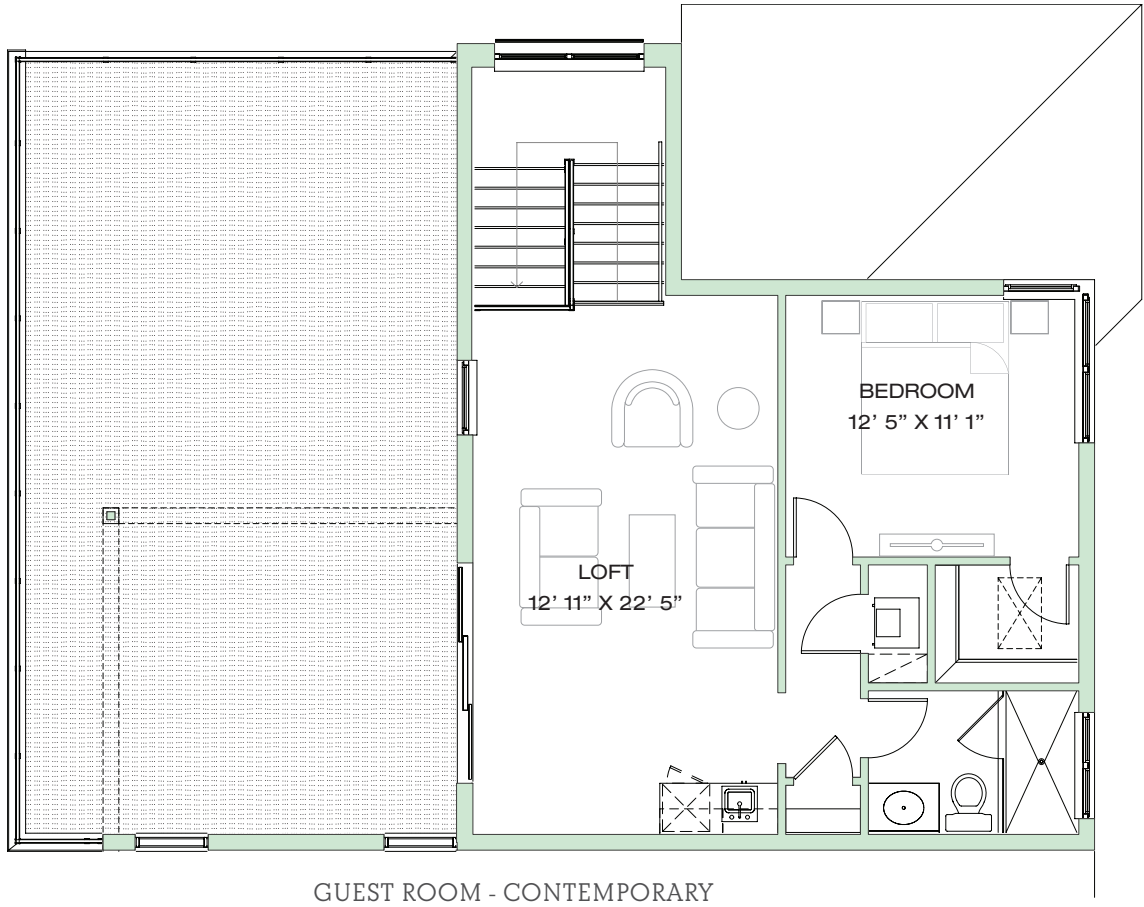 BEDROOM
12’ 5” X 11’ 1”
LOFT
12’ 11” X 22’ 5”
GUEST ROOM - CONTEMPORARY